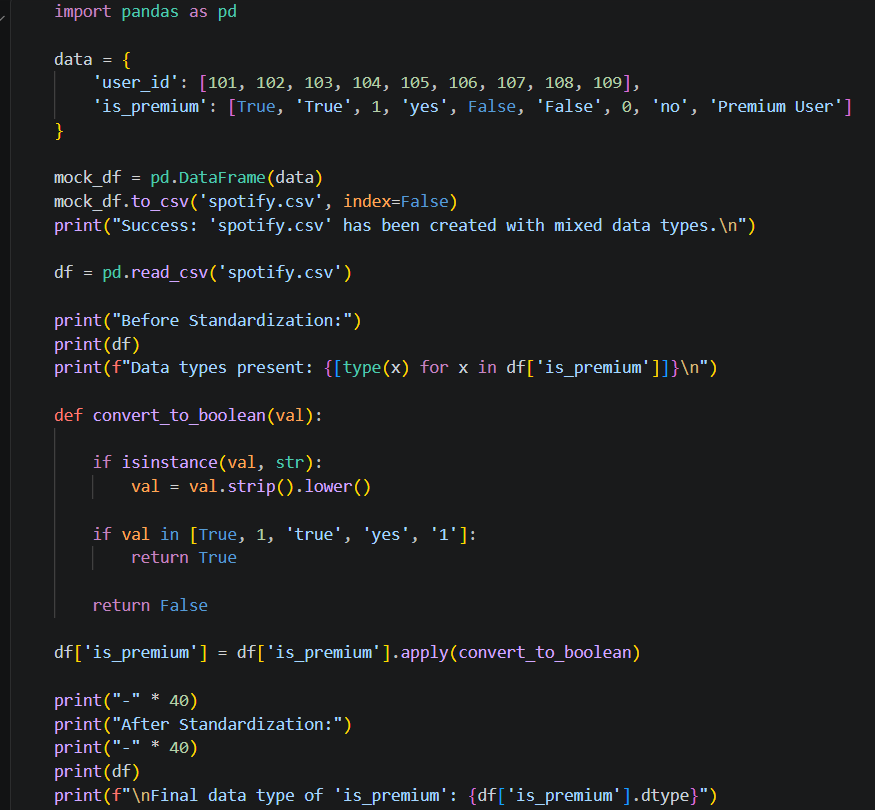 import pandas as pd
data = {
'user_id': [101, 102, 103, 104, 105, 106, 107, 108, 109],
'is_premium': [True, 'True', 1, 'yes', False, 'False', 0, 'no', 'Premium User']
}
mock_df = pd.DataFrame(data)
mock_df.to_csv('spotify.csv', index=False)
print("Success: 'spotify.csv' has been created with mixed data types.\n")
df = pd.read_csv('spotify.csv')
print("Before Standardization:")
print(df)
print(f"Data types present: {[type(x) for x in df['is_premium']]}\n")
def convert_to_boolean(val):
if isinstance(val, str):
val = val.strip().lower()
if val in [True, 1, 'true', 'yes', '1']:
return True
return False
df['is_premium'] = df['is_premium'].apply(convert_to_boolean)
print("-" * 40)
print("After Standardization:")
print("-" * 40)
print(df)
print(f"\nFinal data type of 'is_premium': {df['is_premium'].dtype}")